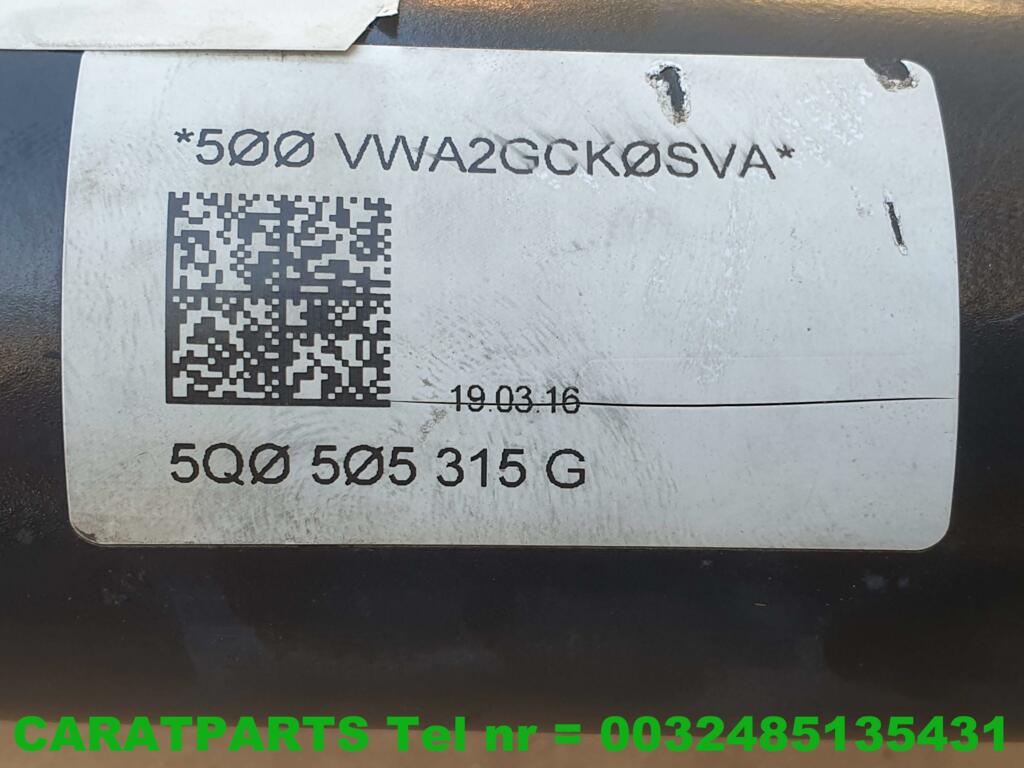 *5ØØ VWA2GCKØSVA*
19.03.16
5QØ 5Ø5 315 G
CARATPARTS Tel nr = 0032485135431